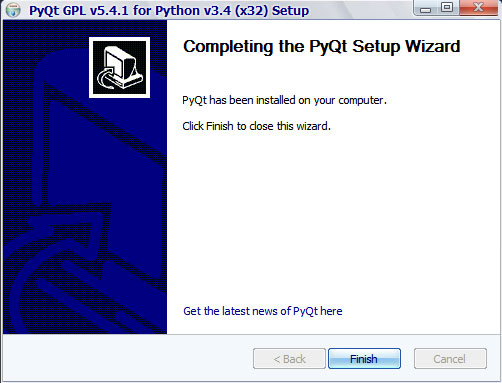 PyQt GPL v5.4.1 for Python v3.4 (x32) Setup
Completing the PyQt Setup Wizard
PyQt has been installed on your computer.
Click Finish to close this wizard.
Get the latest news of PyQt here
< Back Finish Cancel